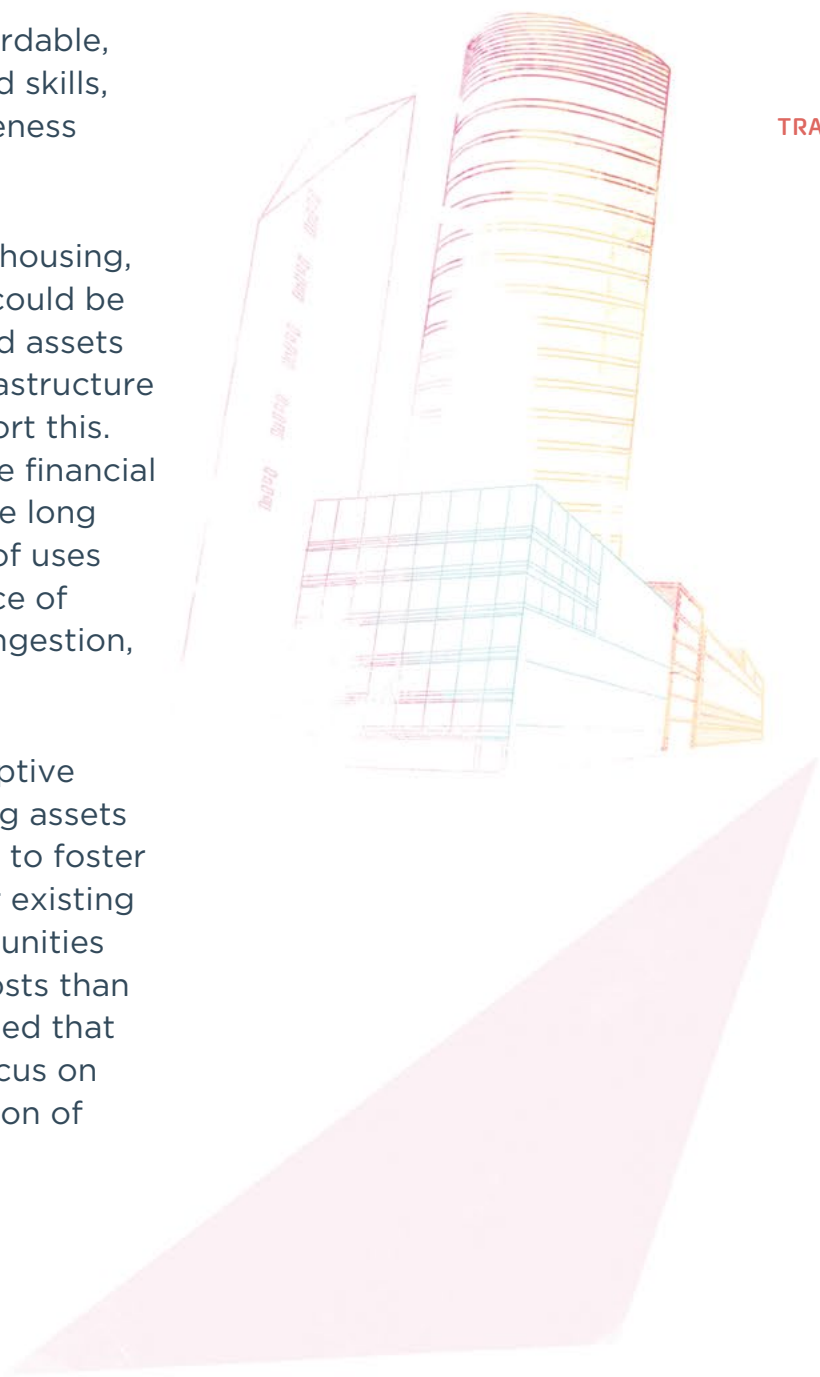 rdable,
d skills,
eness
TRA
housing,
could be
d assets
astructure
ort this.
e financial
e long
of uses
ce of
ngestion,
ptive
g assets
to foster
r existing
unities
osts than
ed that
cus on
on of